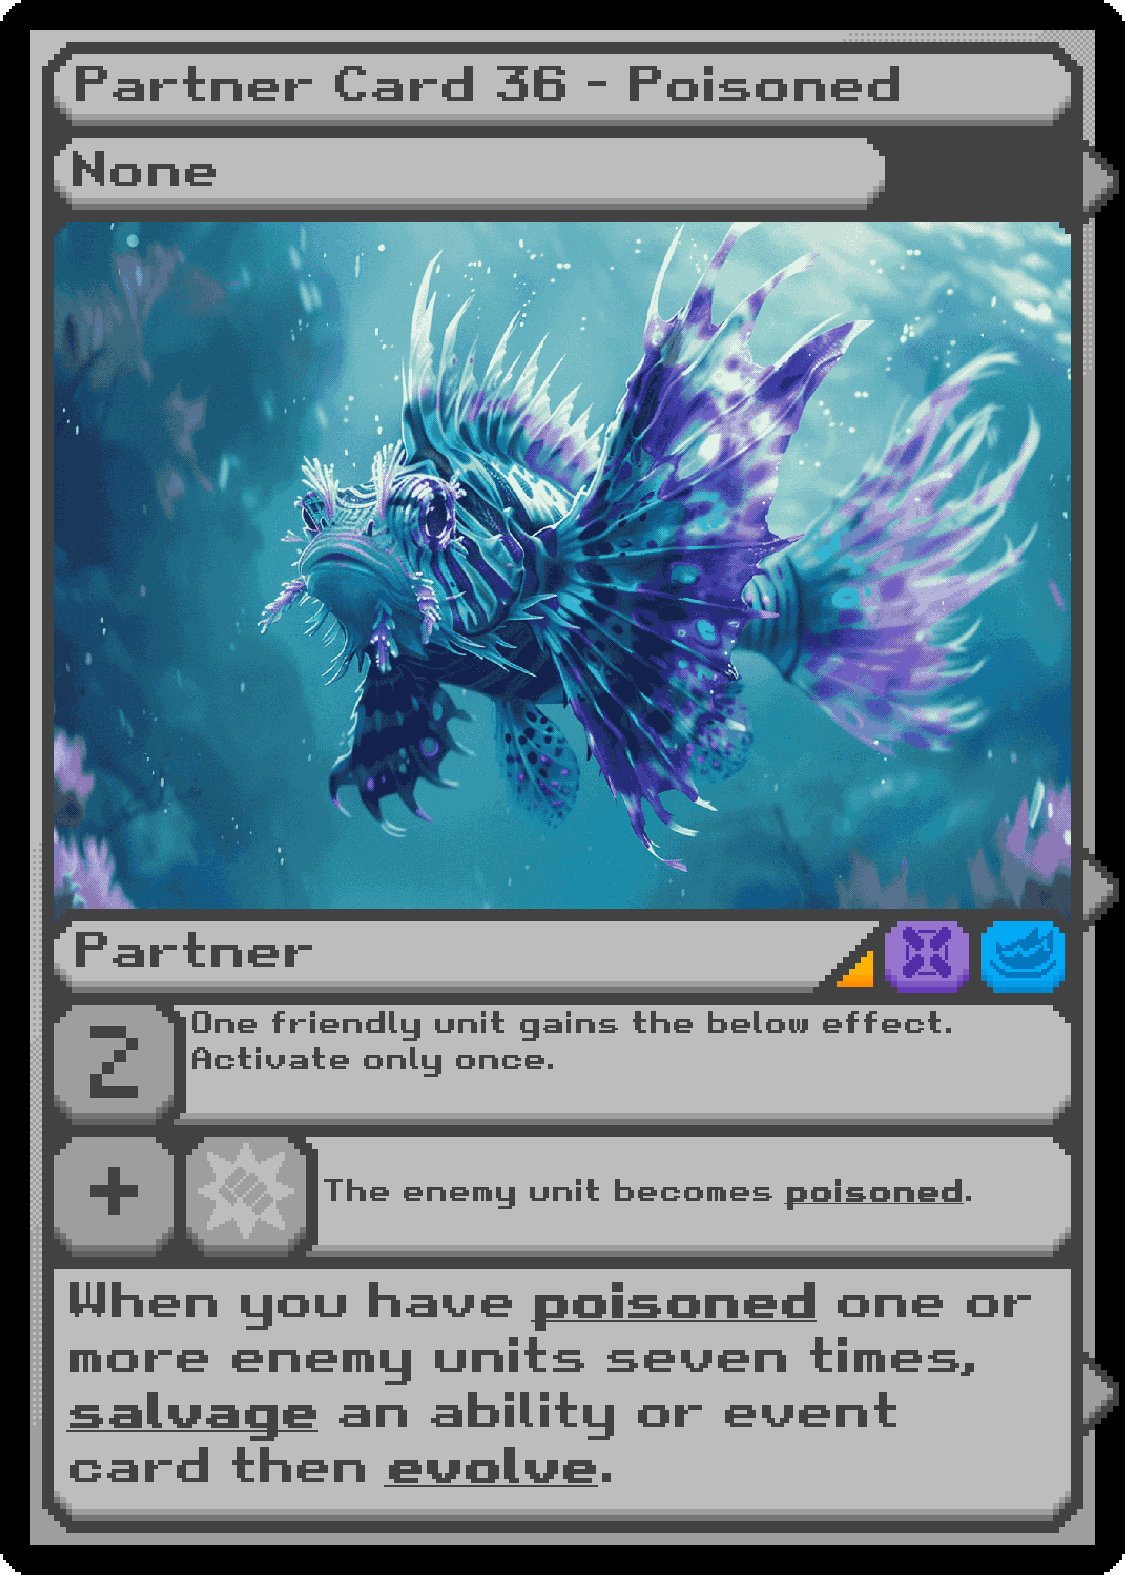 Partner Card 36 - Poisoned
None
Partner
2
One friendly unit gains the below effect.
Activate only once.
+
The enemy unit becomes poisoned.
When you have poisoned one or
more enemy units seven times,
salvage an ability or event
card then evolve.